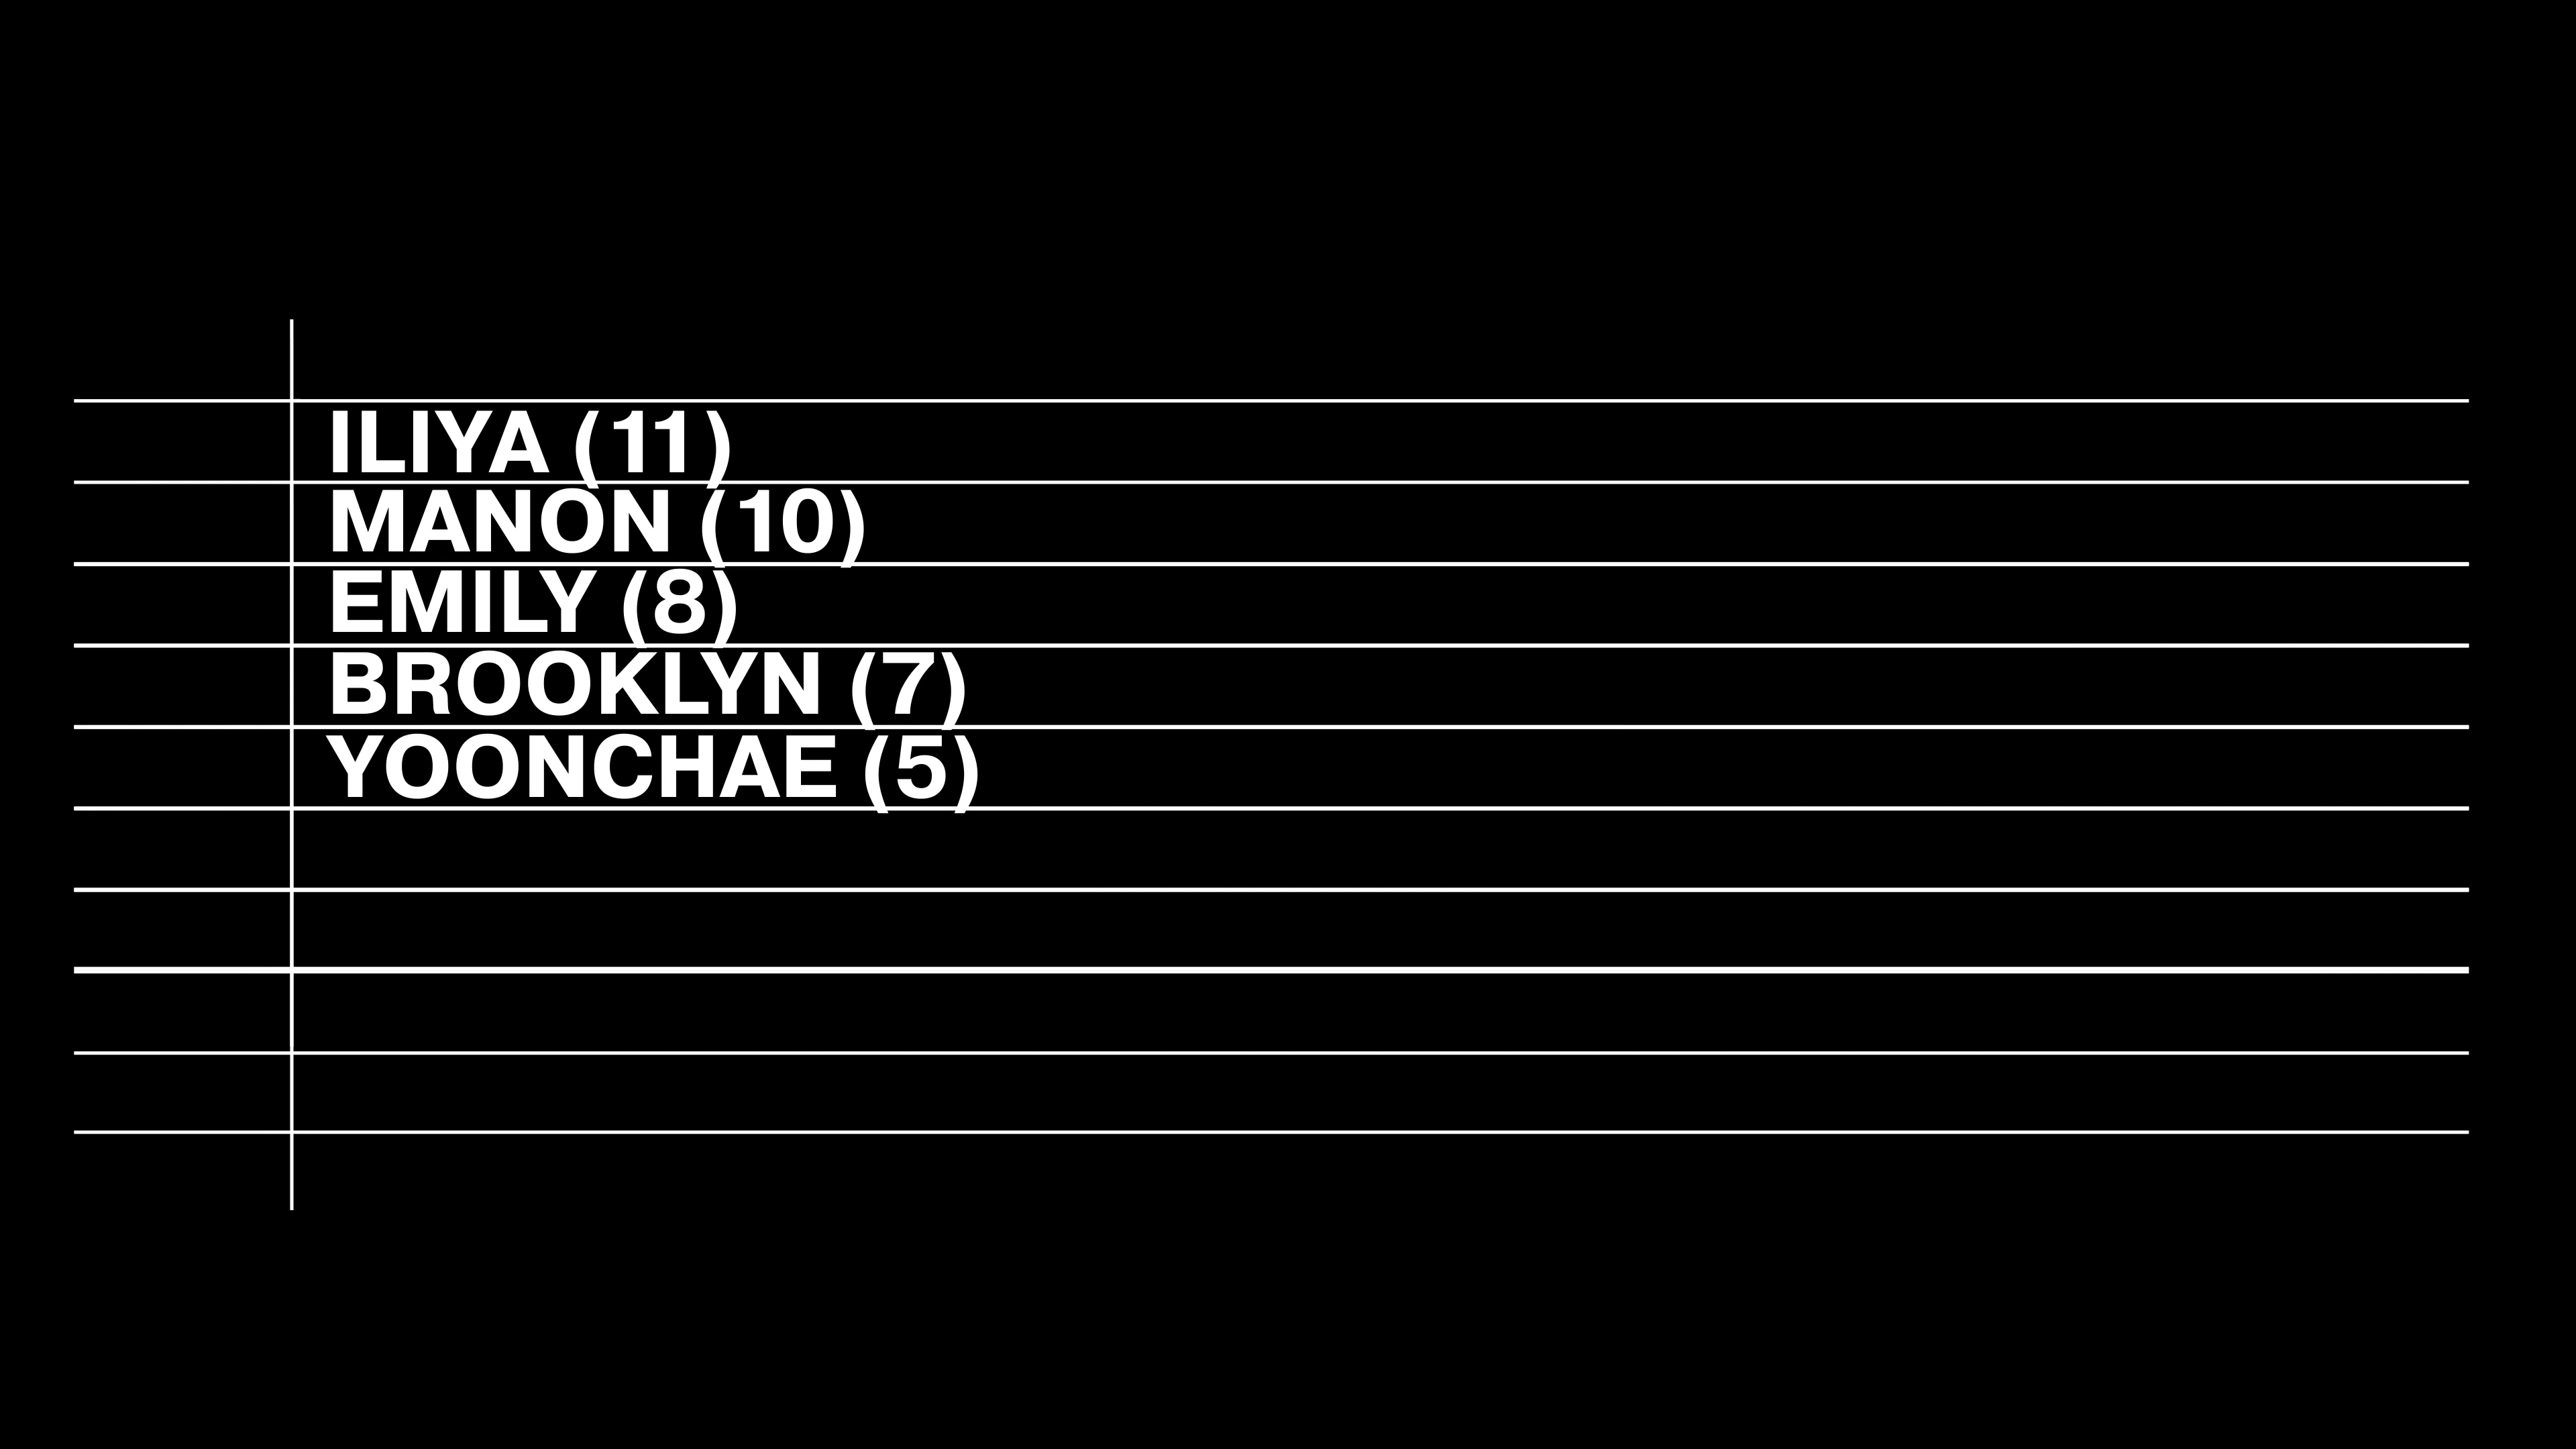 ILIYA (11)
MANON (10)
EMILY (8)
BROOKLYN (7)
YOONCHAE (5)